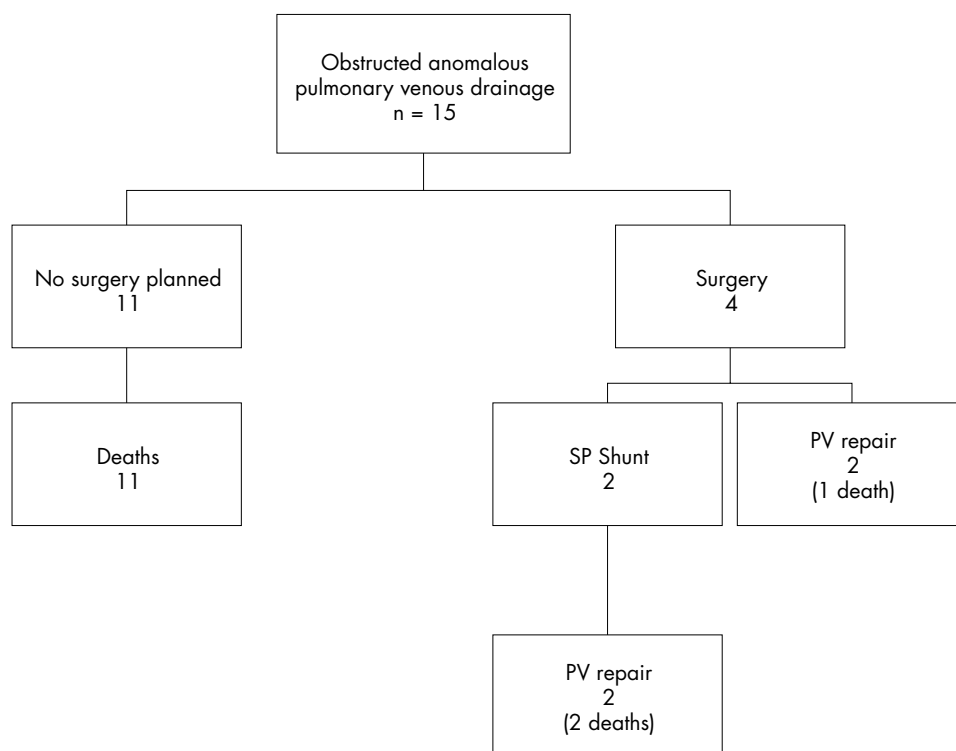 Obstructed anomalous
pulmonary venous drainage
n = 15
No surgery planned
11
Surgery
4
Deaths
11
SP Shunt
2
PV repair
2
(1 death)
PV repair
2
(2 deaths)